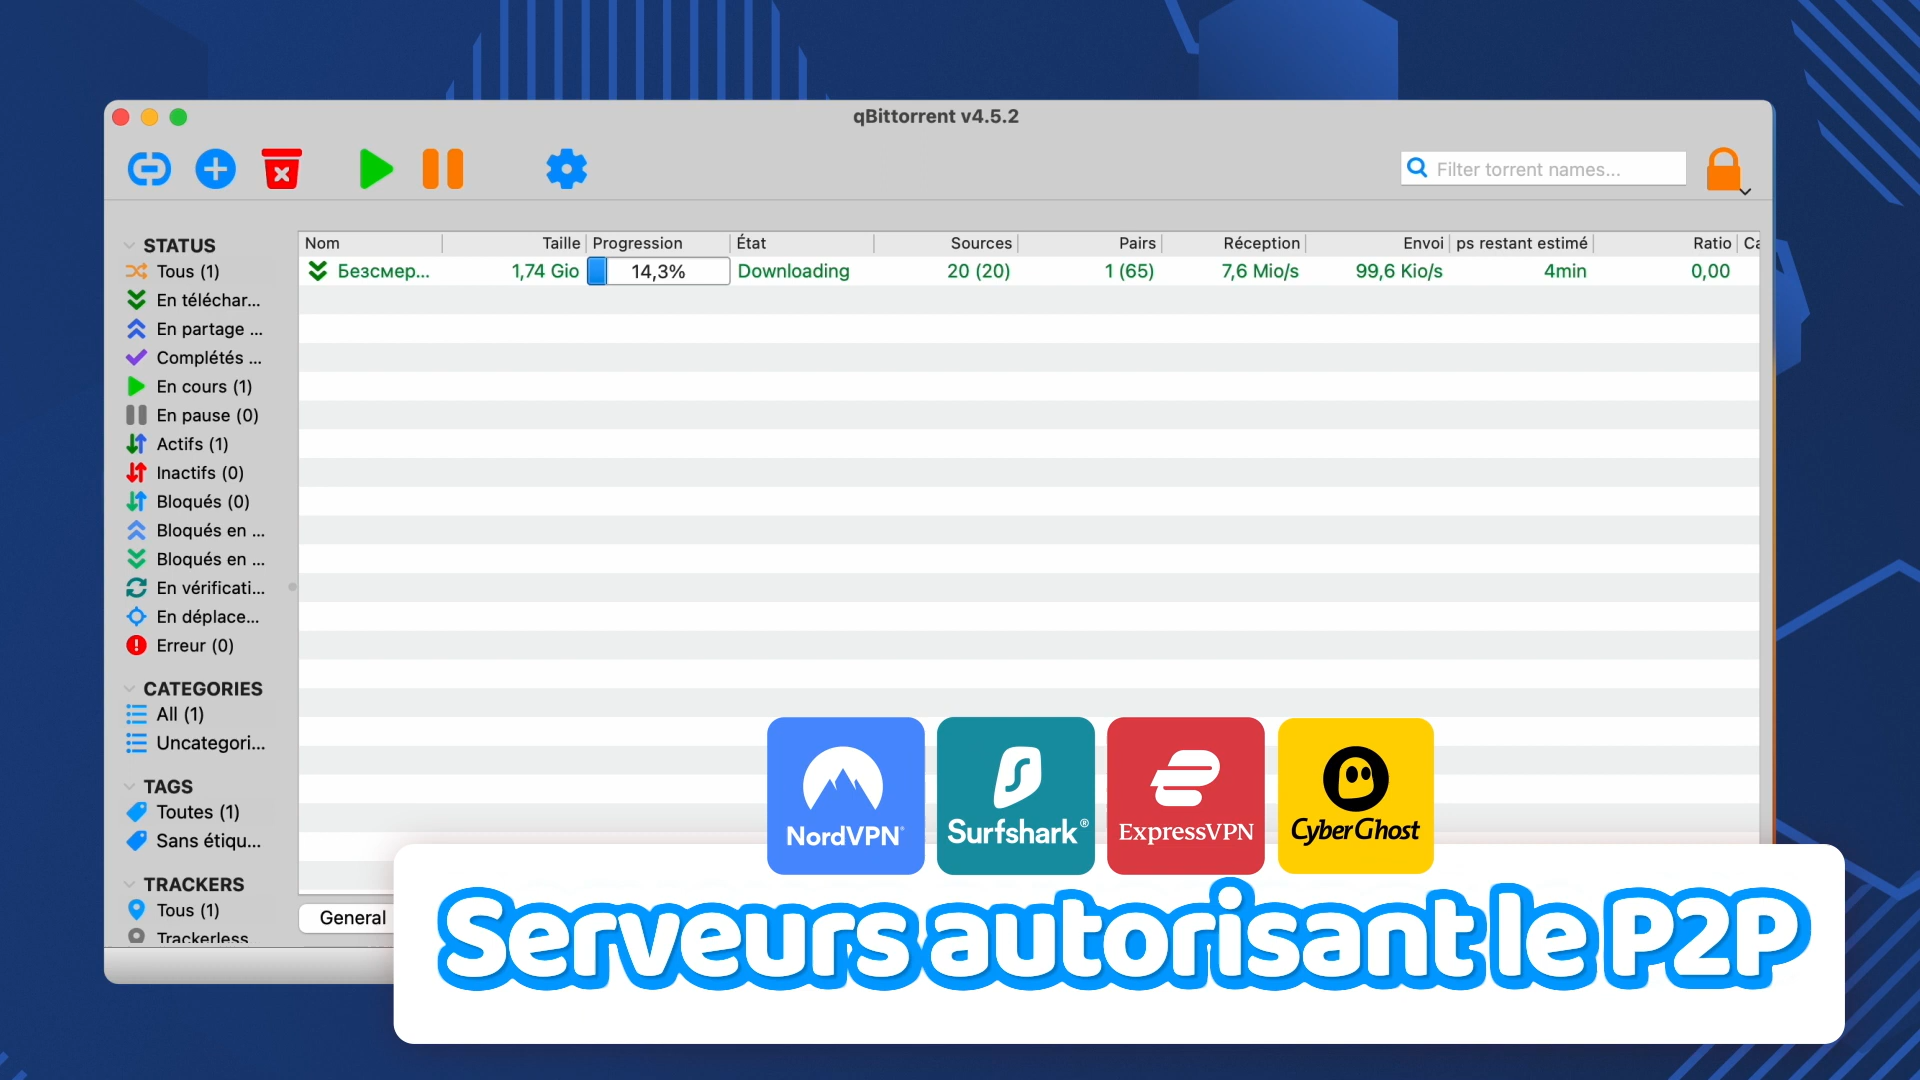 qBittorrent v4.5.2
Filter torrent names...
STATUS
Tous (1)
En téléchar...
En partage ...
Complétés ...
En cours (1)
En pause (0)
Actifs (1)
Inactifs (0)
Bloqués (0)
Bloqués en ...
Bloqués en ...
En vérificati...
En déplace...
Erreur (0)
CATEGORIES
All (1)
Uncategori...
TAGS
Toutes (1)
Sans étiqu...
TRACKERS
Tous (1)
Trackerless
Nom Taille Progression État Sources Pairs Réception Envoi ps restant estimé Ratio Ca
Безсмер... 1,74 Gio 14,3% Downloading 20 (20) 1 (65) 7,6 Mio/s 99,6 Kio/s 4min 0,00
General
NordVPN®
Surfshark®
ExpressVPN
CyberGhost
Serveurs autorisant le P2P